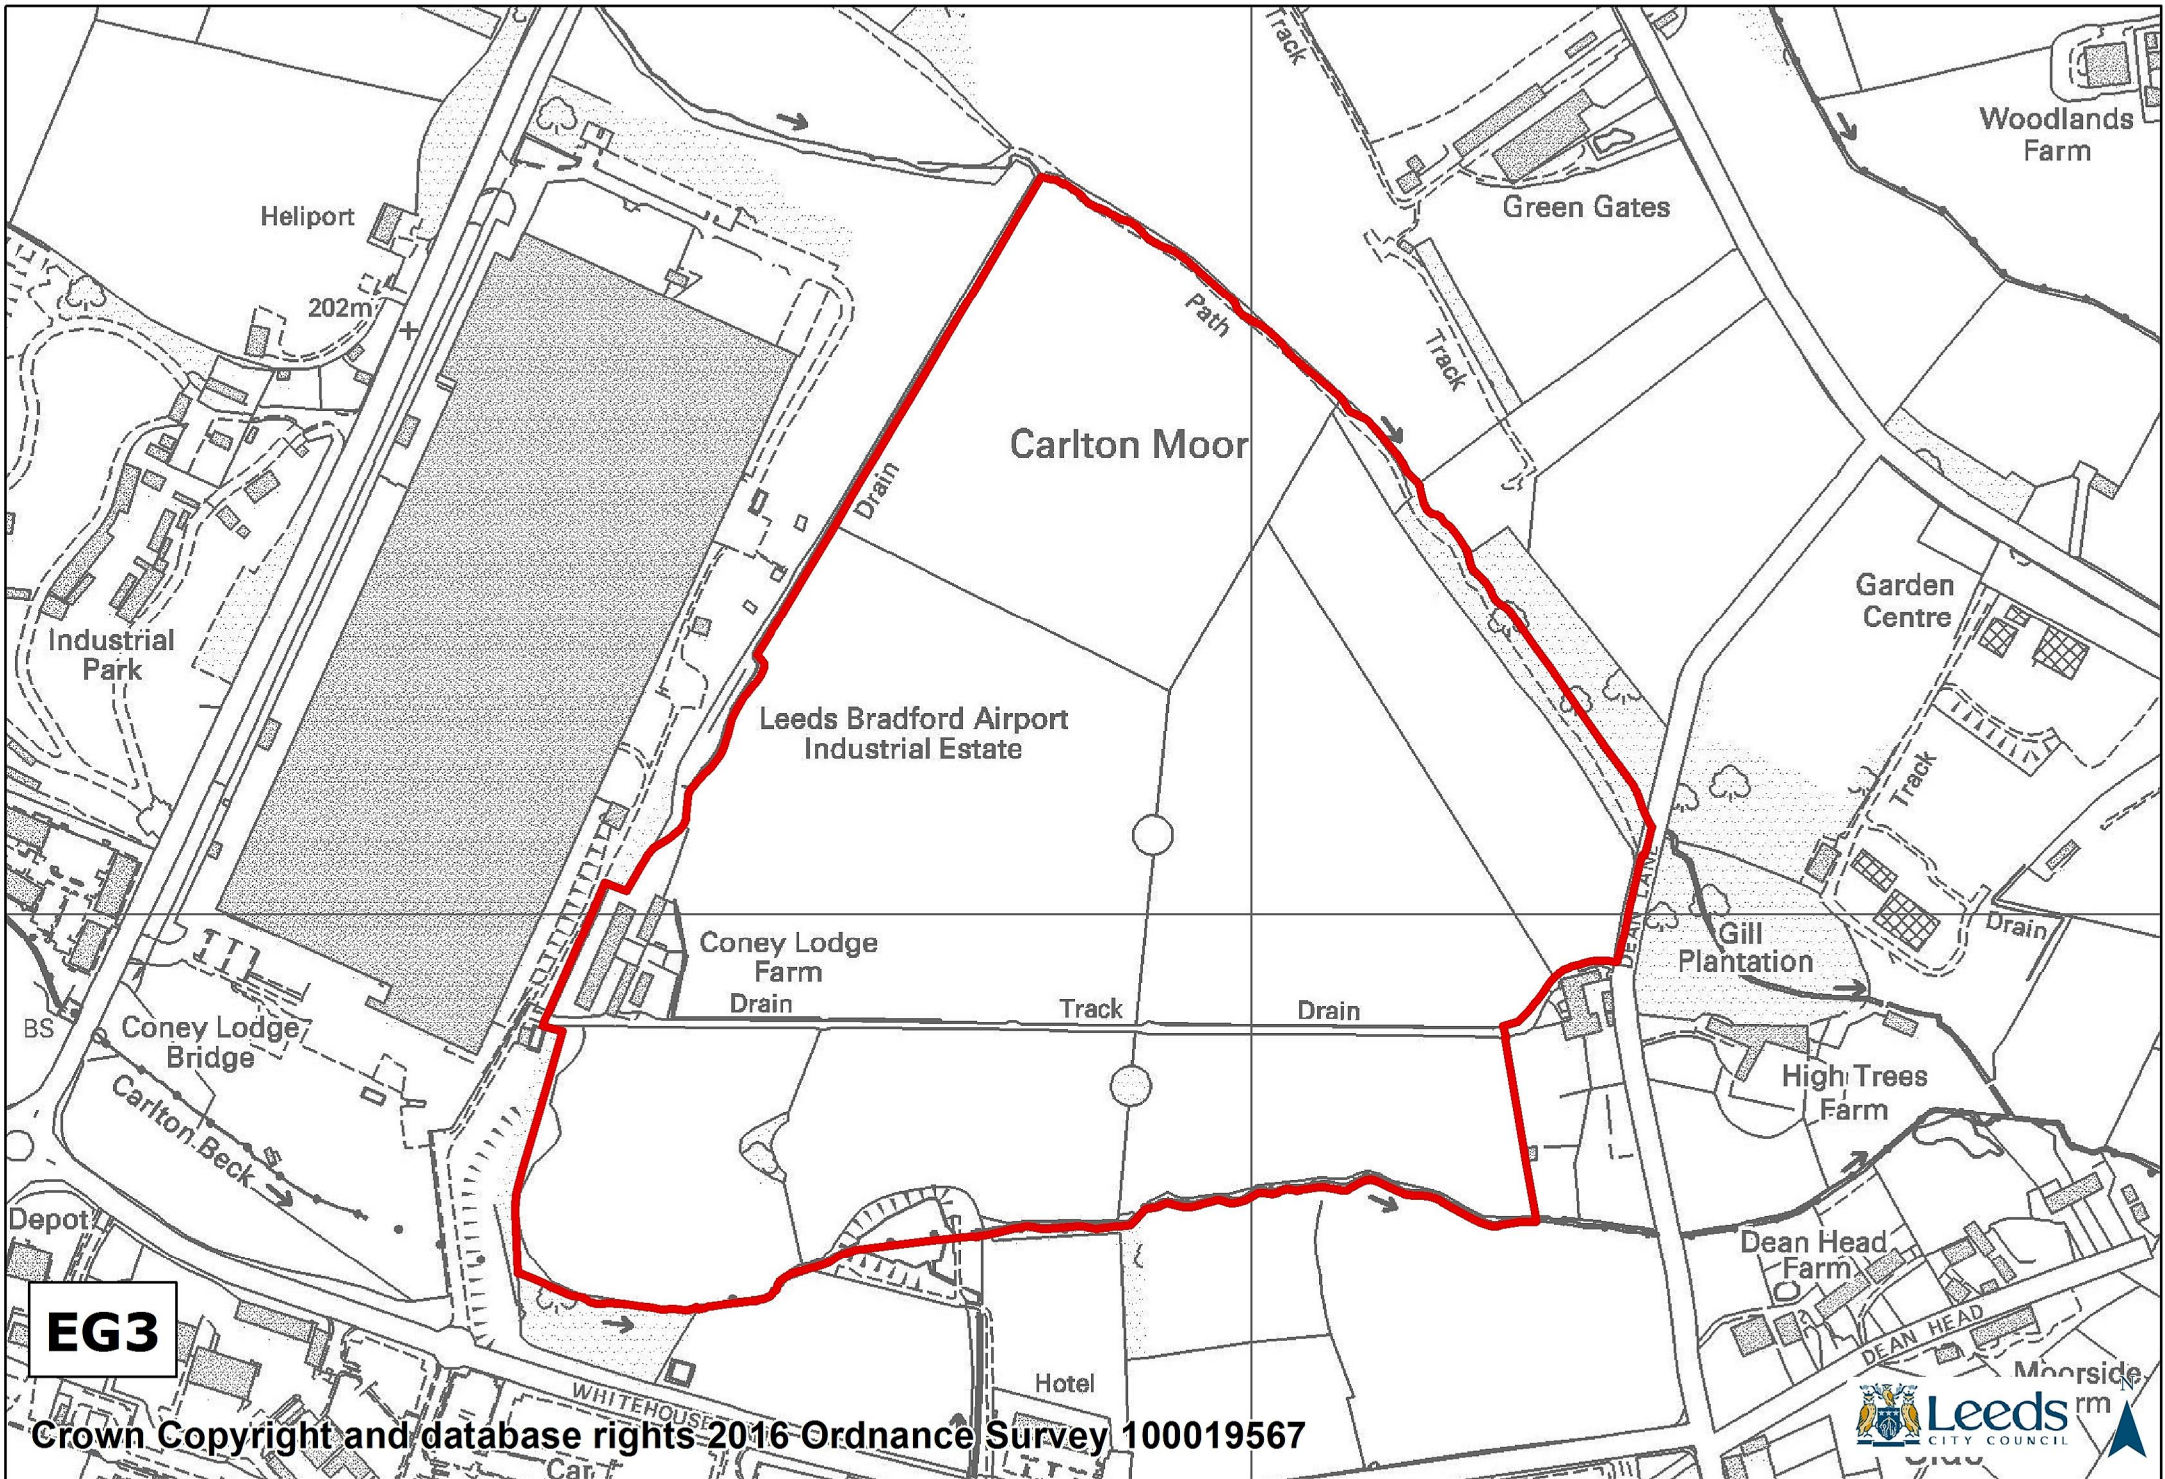 Track
Woodlands
Farm
Heliport
Green Gates
202m
Path
Track
Carlton Moor
Drain
Garden
Centre
Industrial
Park
Leeds Bradford Airport
Industrial Estate
Track
DEAN LANE
Coney Lodge
Farm
Gill
Plantation
Drain
Drain
Track
Drain
BS
Coney Lodge
Bridge
High Trees
Farm
Carlton Beck
Depot
Dean Head
Farm
EG3
DEAN HEAD
Hotel
Moorside
rm
WHITEHOUSE
N
Leeds
CITY COUNCIL
Crown Copyright and database rights 2016 Ordnance Survey 100019567
Car